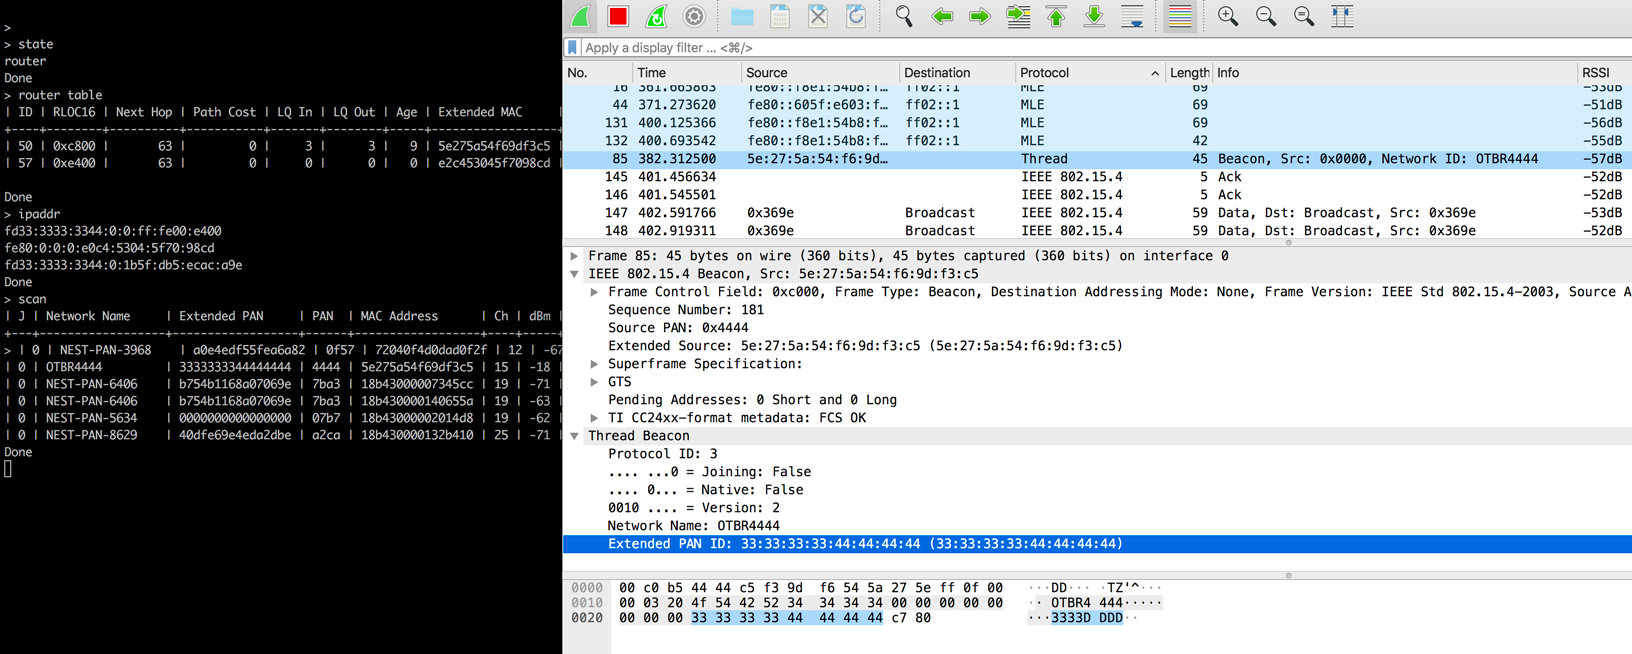 >
> state
router
Done
> router table
| ID | RLOC16 | Next Hop | Path Cost | LQ In | LQ Out | Age | Extended MAC
+----+--------+----------+-----------+-------+--------+-----+------------------+
| 50 | 0xc800 | 63 | 0 | 3 | 3 | 9 | 5e275a54f69df3c5 |
| 57 | 0xe400 | 63 | 0 | 0 | 0 | 0 | e2c453045f7098cd |
Done
> ipaddr
fd33:3333:3344:0:0:ff:fe00:e400
fe80:0:0:0:e0c4:5304:5f70:98cd
fd33:3333:3344:0:1b5f:db5:ecac:a9e
Done
> scan
| J | Network Name | Extended PAN | PAN | MAC Address | Ch | dBm |
+---+------------------+------------------+------+------------------+----+-----+
> | 0 | NEST-PAN-3968 | a0e4edf55fea6a82 | 0f57 | 72040f4d0dad0f2f | 12 | -67
| 0 | OTBR4444 | 3333333344444444 | 4444 | 5e275a54f69df3c5 | 15 | -18 |
| 0 | NEST-PAN-6406 | b754b1168a07069e | 7ba3 | 18b43000007345cc | 19 | -71 |
| 0 | NEST-PAN-6406 | b754b1168a07069e | 7ba3 | 18b430000140655a | 19 | -63 |
| 0 | NEST-PAN-5634 | 0000000000000000 | 07b7 | 18b43000002014d8 | 19 | -62 |
| 0 | NEST-PAN-8629 | 40dfe69e4eda2dbe | a2ca | 18b430000132b410 | 25 | -71 |
Done
Apply a display filter ... <⌘/>
No. Time Source Destination Protocol Length Info RSSI
16 361.665863 fe80::f8e1:54b8:f… ff02::1 MLE 69 -53dB
44 371.273620 fe80::605f:e603:f… ff02::1 MLE 69 -51dB
131 400.125366 fe80::f8e1:54b8:f… ff02::1 MLE 69 -56dB
132 400.693542 fe80::f8e1:54b8:f… ff02::1 MLE 42 -55dB
85 382.312500 5e:27:5a:54:f6:9d… Thread 45 Beacon, Src: 0x0000, Network ID: OTBR4444 -57dB
145 401.456634 IEEE 802.15.4 5 Ack -52dB
146 401.545501 IEEE 802.15.4 5 Ack -52dB
147 402.591766 0x369e Broadcast IEEE 802.15.4 59 Data, Dst: Broadcast, Src: 0x369e -53dB
148 402.919311 0x369e Broadcast IEEE 802.15.4 59 Data, Dst: Broadcast, Src: 0x369e -52dB
Frame 85: 45 bytes on wire (360 bits), 45 bytes captured (360 bits) on interface 0
IEEE 802.15.4 Beacon, Src: 5e:27:5a:54:f6:9d:f3:c5
Frame Control Field: 0xc000, Frame Type: Beacon, Destination Addressing Mode: None, Frame Version: IEEE Std 802.15.4-2003, Source A
Sequence Number: 181
Source PAN: 0x4444
Extended Source: 5e:27:5a:54:f6:9d:f3:c5 (5e:27:5a:54:f6:9d:f3:c5)
Superframe Specification:
GTS
Pending Addresses: 0 Short and 0 Long
TI CC24xx-format metadata: FCS OK
Thread Beacon
Protocol ID: 3
.... ...0 = Joining: False
.... 0... = Native: False
0010 .... = Version: 2
Network Name: OTBR4444
Extended PAN ID: 33:33:33:33:44:44:44:44 (33:33:33:33:44:44:44:44)
0000 00 c0 b5 44 44 c5 f3 9d f6 54 5a 27 5e ff 0f 00 ···DD··· ·TZ'^···
0010 00 03 20 4f 54 42 52 34 34 34 34 00 00 00 00 00 ·· OTBR4 444·····
0020 00 00 00 33 33 33 33 44 44 44 44 c7 80 ···3333D DDD··